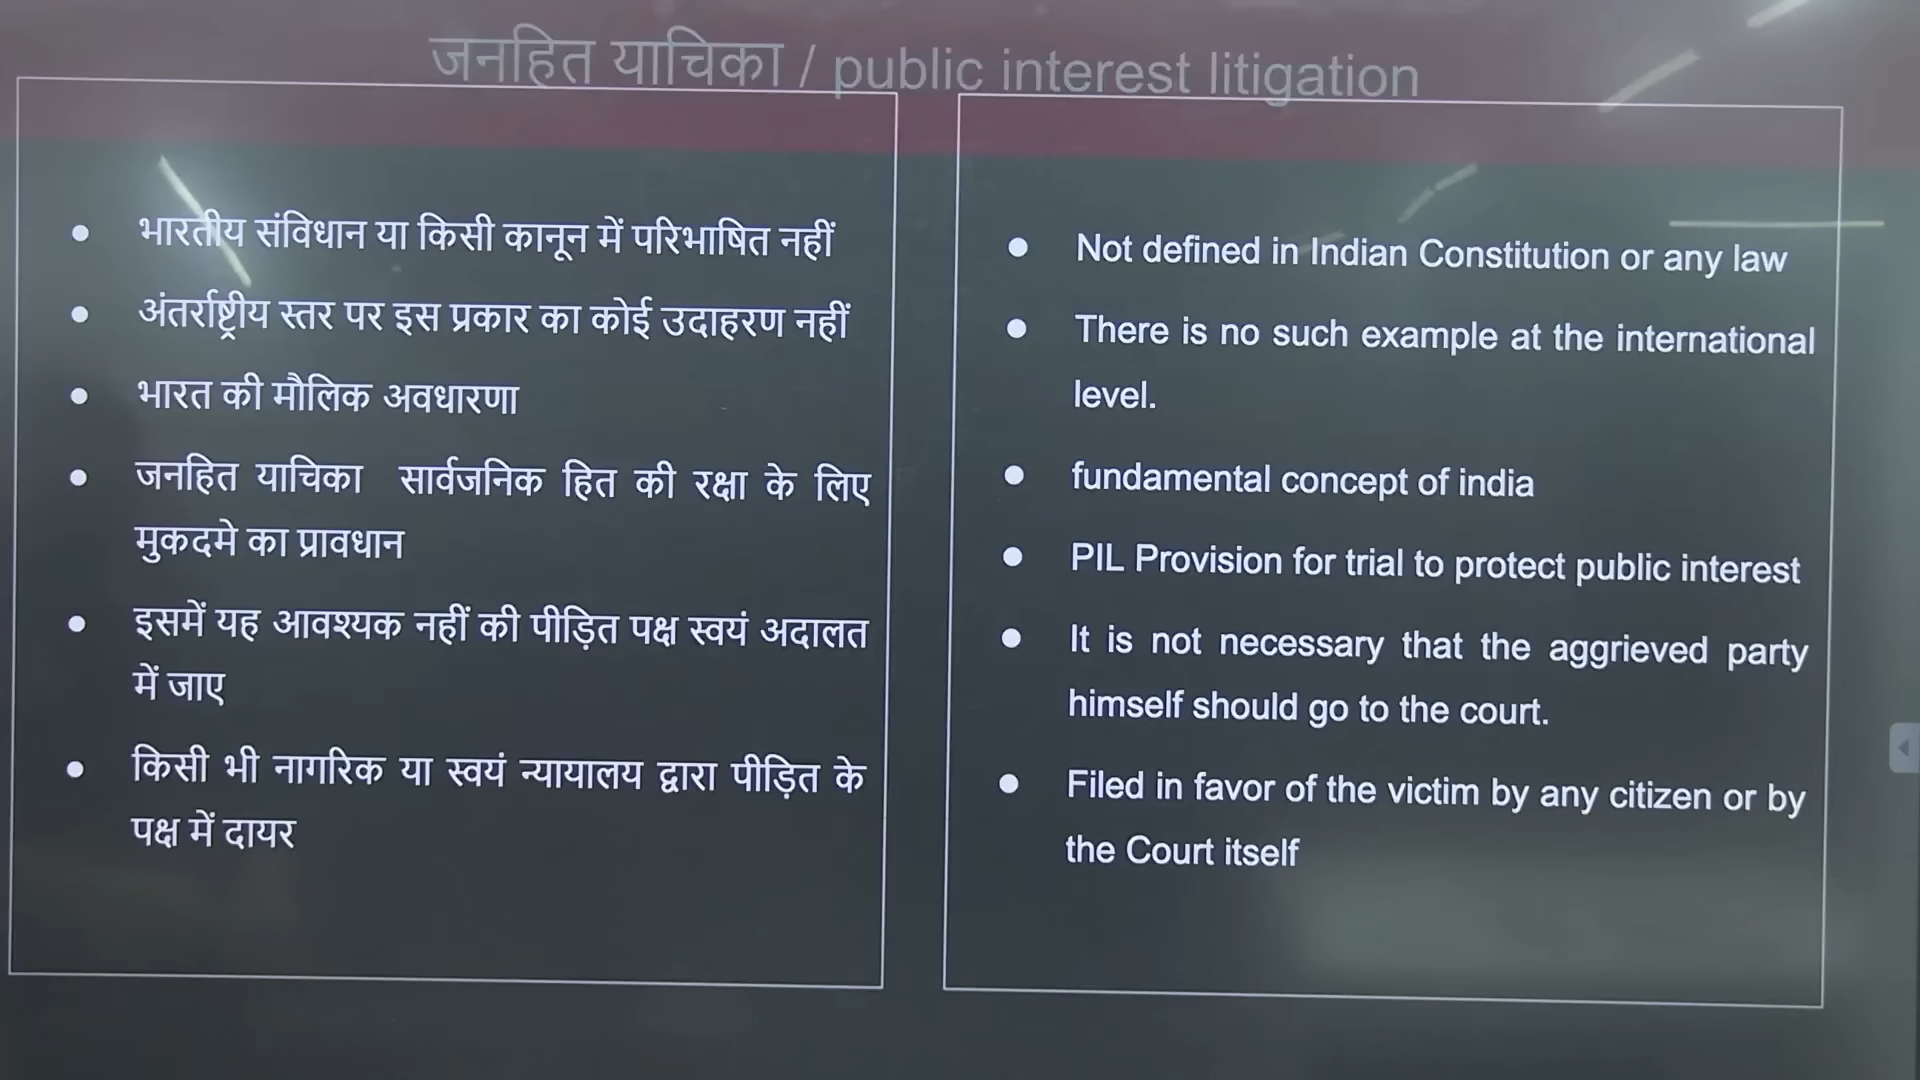 जनहित याचिका / public interest litigation
• भारतीय संविधान या किसी कानून में परिभाषित नहीं
• अंतर्राष्ट्रीय स्तर पर इस प्रकार का कोई उदाहरण नहीं
• भारत की मौलिक अवधारणा
• जनहित याचिका सार्वजनिक हित की रक्षा के लिए
मुकदमे का प्रावधान
• इसमें यह आवश्यक नहीं की पीड़ित पक्ष स्वयं अदालत
में जाए
• किसी भी नागरिक या स्वयं न्यायालय द्वारा पीड़ित के
पक्ष में दायर
• Not defined in Indian Constitution or any law
• There is no such example at the international
level.
• fundamental concept of india
• PIL Provision for trial to protect public interest
• It is not necessary that the aggrieved party
himself should go to the court.
• Filed in favor of the victim by any citizen or by
the Court itself